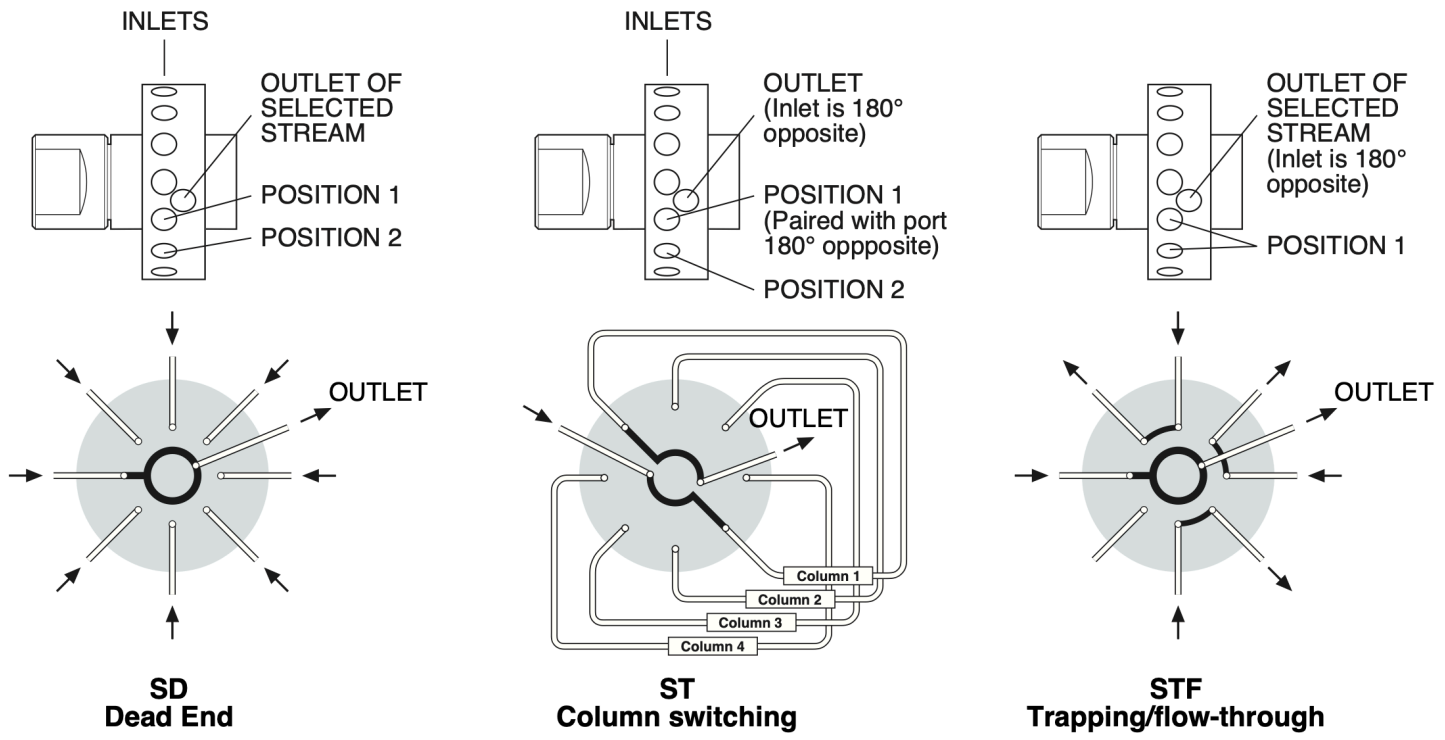 INLETS
OUTLET OF
SELECTED
STREAM
POSITION 1
POSITION 2
INLETS
OUTLET
(Inlet is 180°
opposite)
POSITION 1
(Paired with port
180° oppposite)
POSITION 2
OUTLET OF
SELECTED
STREAM
(Inlet is 180°
opposite)
POSITION 1
OUTLET
SD
Dead End
OUTLET
Column 1
Column 2
Column 3
Column 4
ST
Column switching
OUTLET
STF
Trapping/flow-through